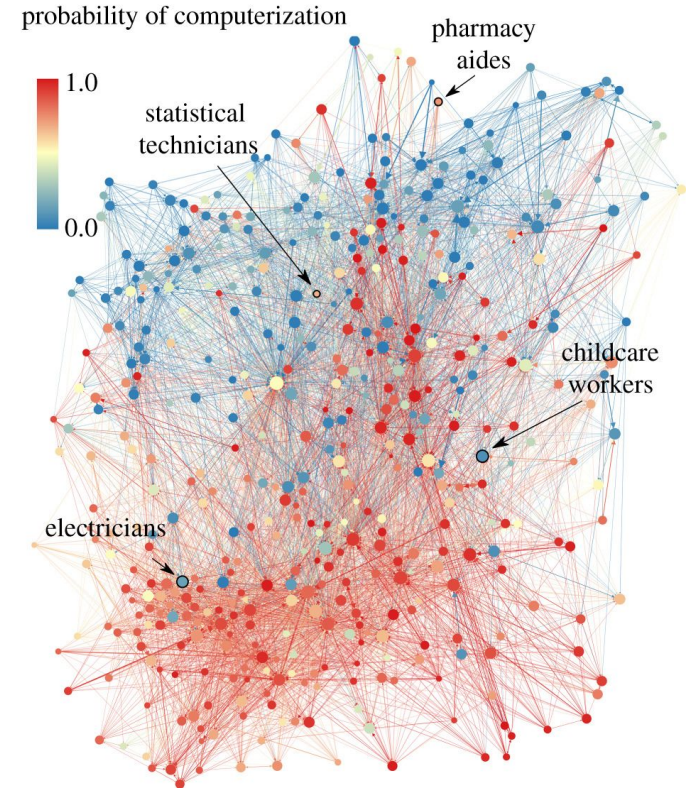 probability of computerization
pharmacy
aides
1.0
statistical
technicians
0.0
childcare
workers
electricians